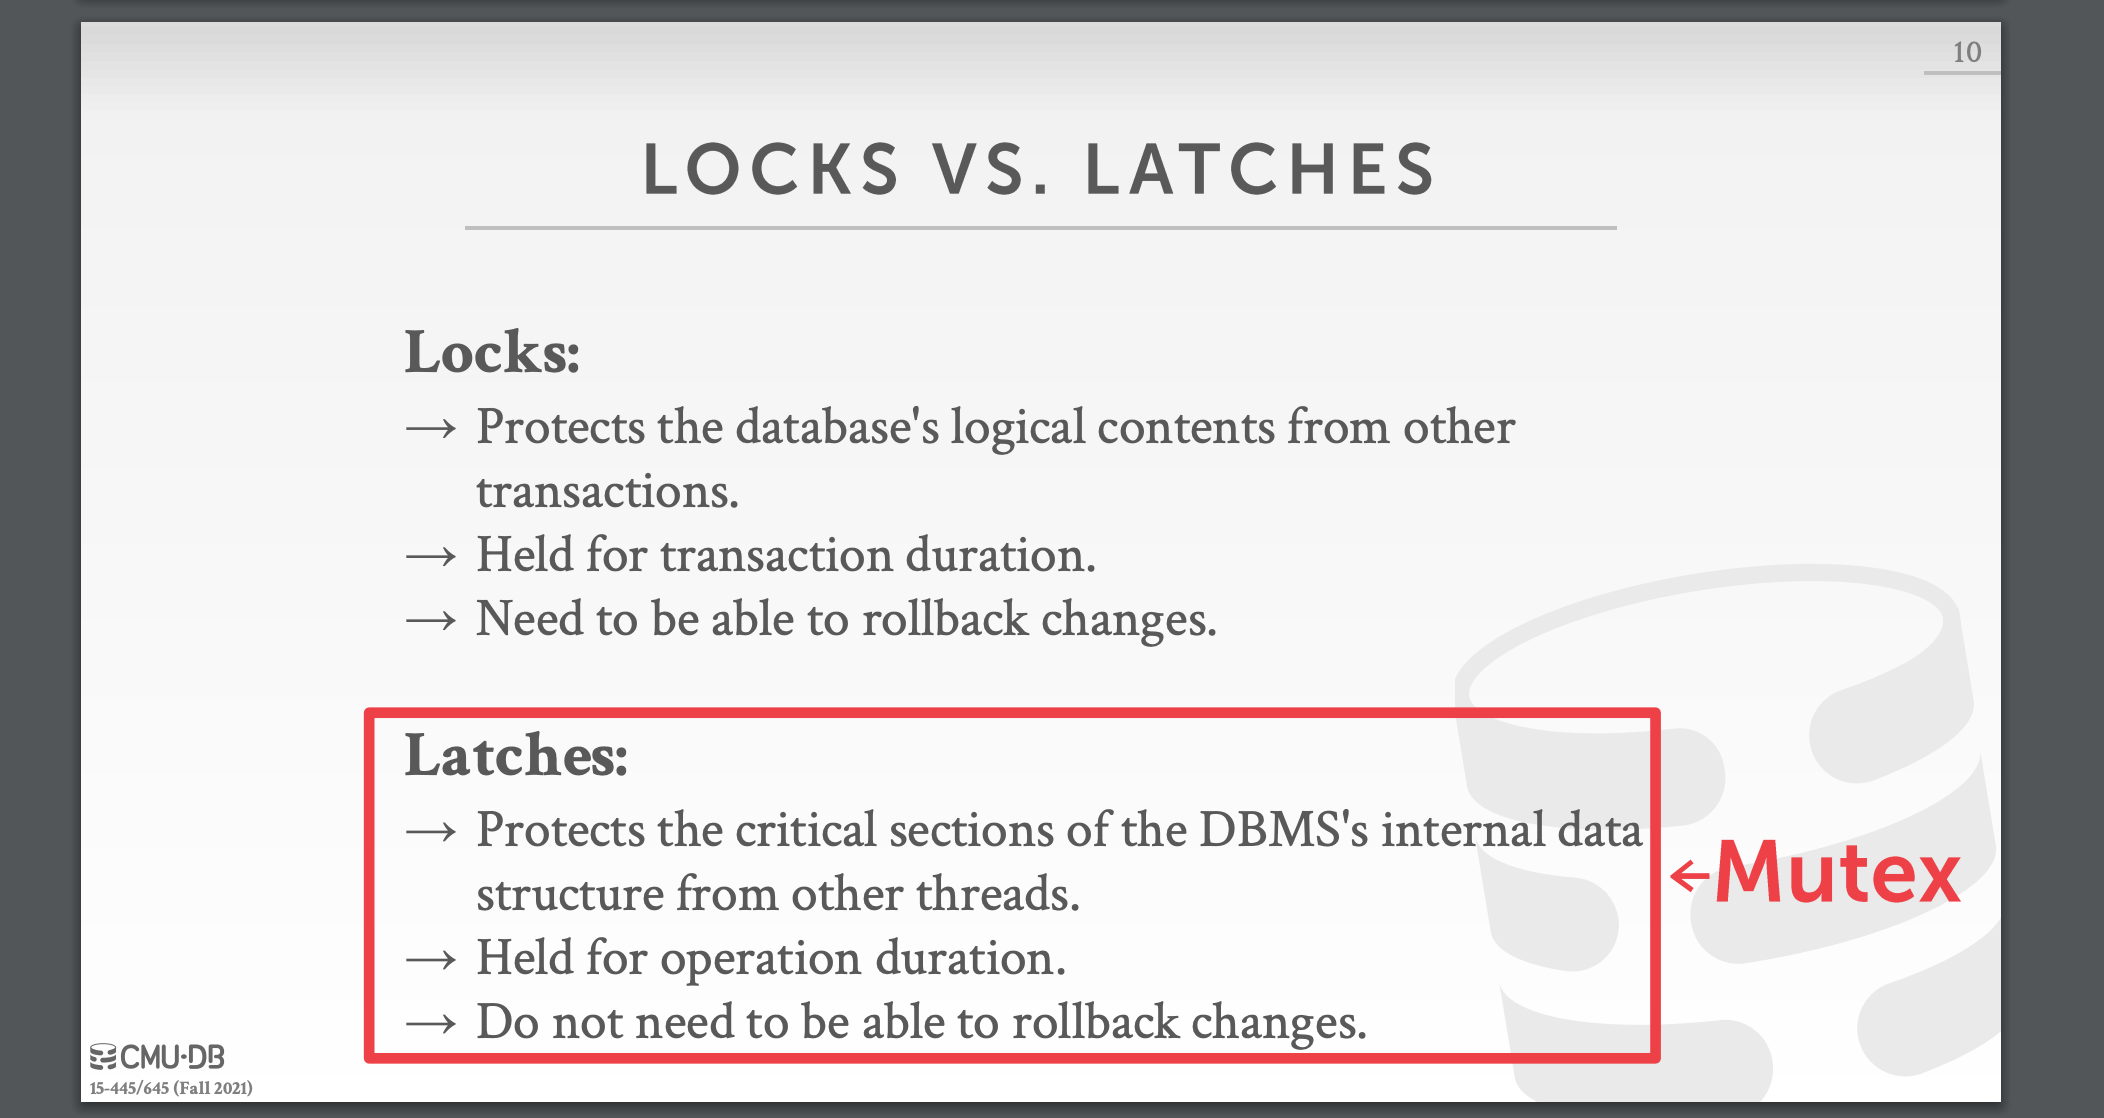 10
LOCKS VS. LATCHES
Locks:
→ Protects the database's logical contents from other
transactions.
→ Held for transaction duration.
→ Need to be able to rollback changes.
Latches:
→ Protects the critical sections of the DBMS's internal data
structure from other threads.
←Mutex
→ Held for operation duration.
→ Do not need to be able to rollback changes.
CMU·DB
15-445/645 (Fall 2021)